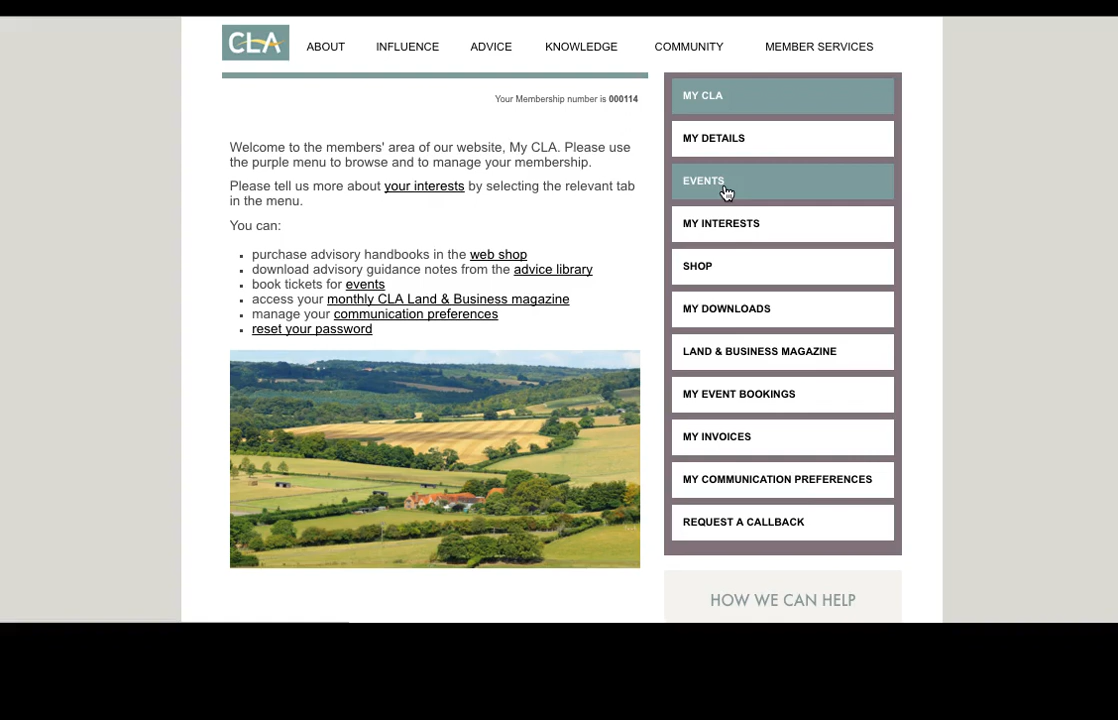 CLA ABOUT INFLUENCE ADVICE KNOWLEDGE COMMUNITY MEMBER SERVICES
Your Membership number is 000114
Welcome to the members' area of our website, My CLA. Please use
the purple menu to browse and to manage your membership.
Please tell us more about your interests by selecting the relevant tab
in the menu.
You can:
purchase advisory handbooks in the web shop
download advisory guidance notes from the advice library
book tickets for events
access your monthly CLA Land & Business magazine
manage your communication preferences
reset your password
MY CLA
MY DETAILS
EVENTS
MY INTERESTS
SHOP
MY DOWNLOADS
LAND & BUSINESS MAGAZINE
MY EVENT BOOKINGS
MY INVOICES
MY COMMUNICATION PREFERENCES
REQUEST A CALLBACK
HOW WE CAN HELP